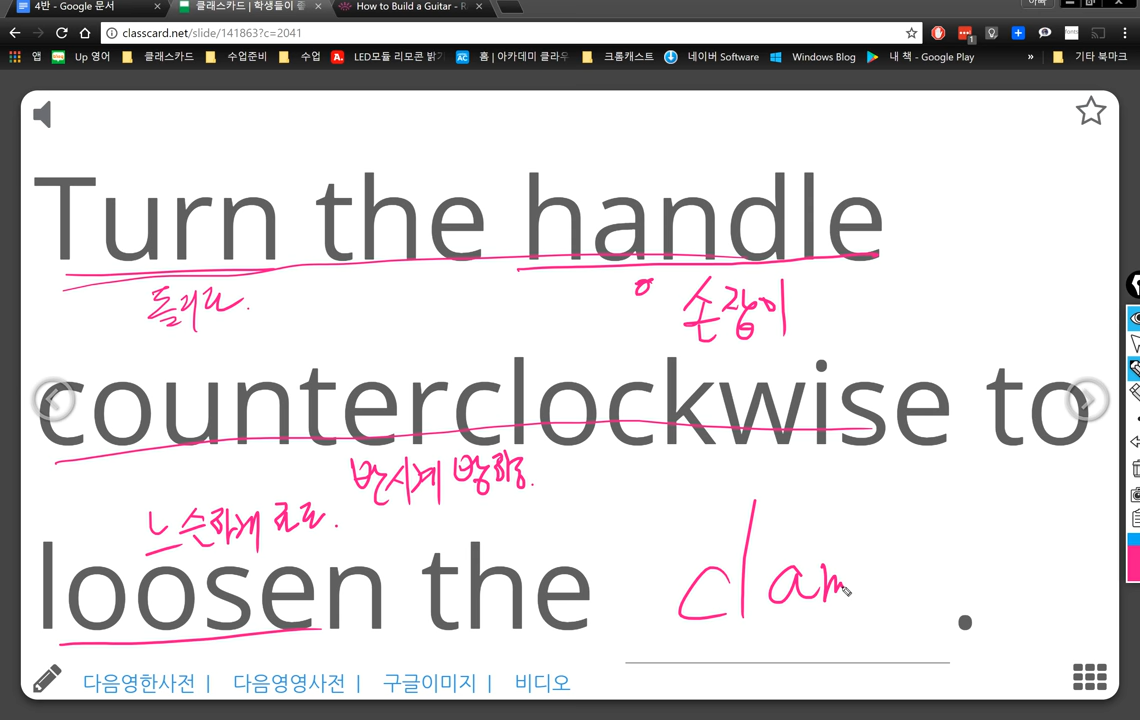 4반 - Google 문서
클래스카드 | 학생들이 좋
How to Build a Guitar - R
아빠
classcard.net/slide/141863?c=2041
앱 Up 영어 클래스카드 수업준비 수업 LED모듈 리모콘 밝기 홈 | 아카데미 클라우 크롬캐스트 네이버 Software Windows Blog 내 책 - Google Play » 기타 북마크
Turn the handle
돌리다. 손잡이
counterclockwise to
반시계 방향.
느슨하게
loosen the clam .
다음영한사전 | 다음영영사전 | 구글이미지 | 비디오